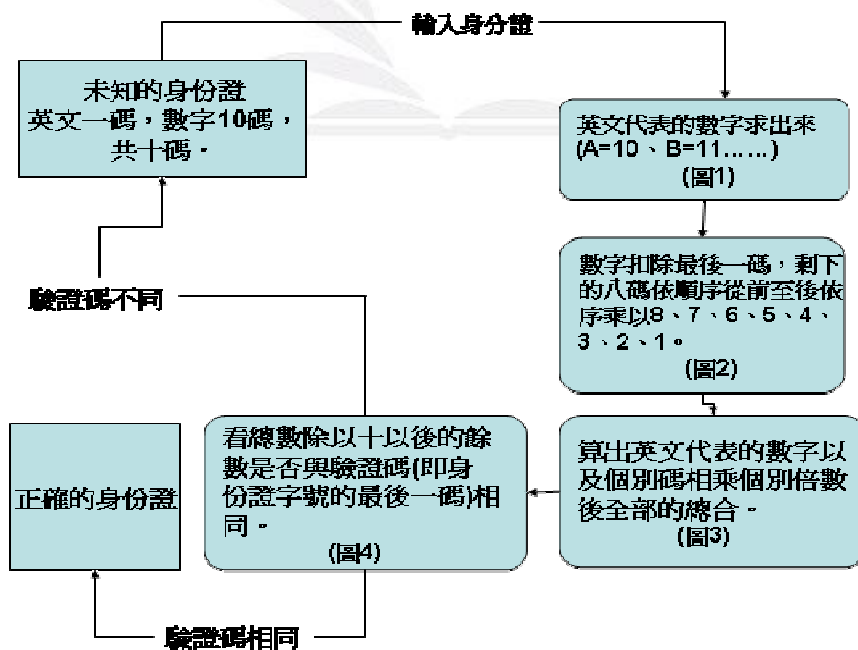 輸入身分證
未知的身份證
英文一碼，數字10碼，
共十碼。
英文代表的數字求出來
(A=10、B=11……)
(圖1)
數字扣除最後一碼，剩下
的八碼依順序從前至後依
序乘以8、7、6、5、4、
3、2、1。
(圖2)
算出英文代表的數字以
及個別碼相乘個別倍數
後全部的總合。
(圖3)
看總數除以十以後的餘
數是否與驗證碼(即身
份證字號的最後一碼)相
同。
(圖4)
驗證碼不同
正確的身份證
驗證碼相同